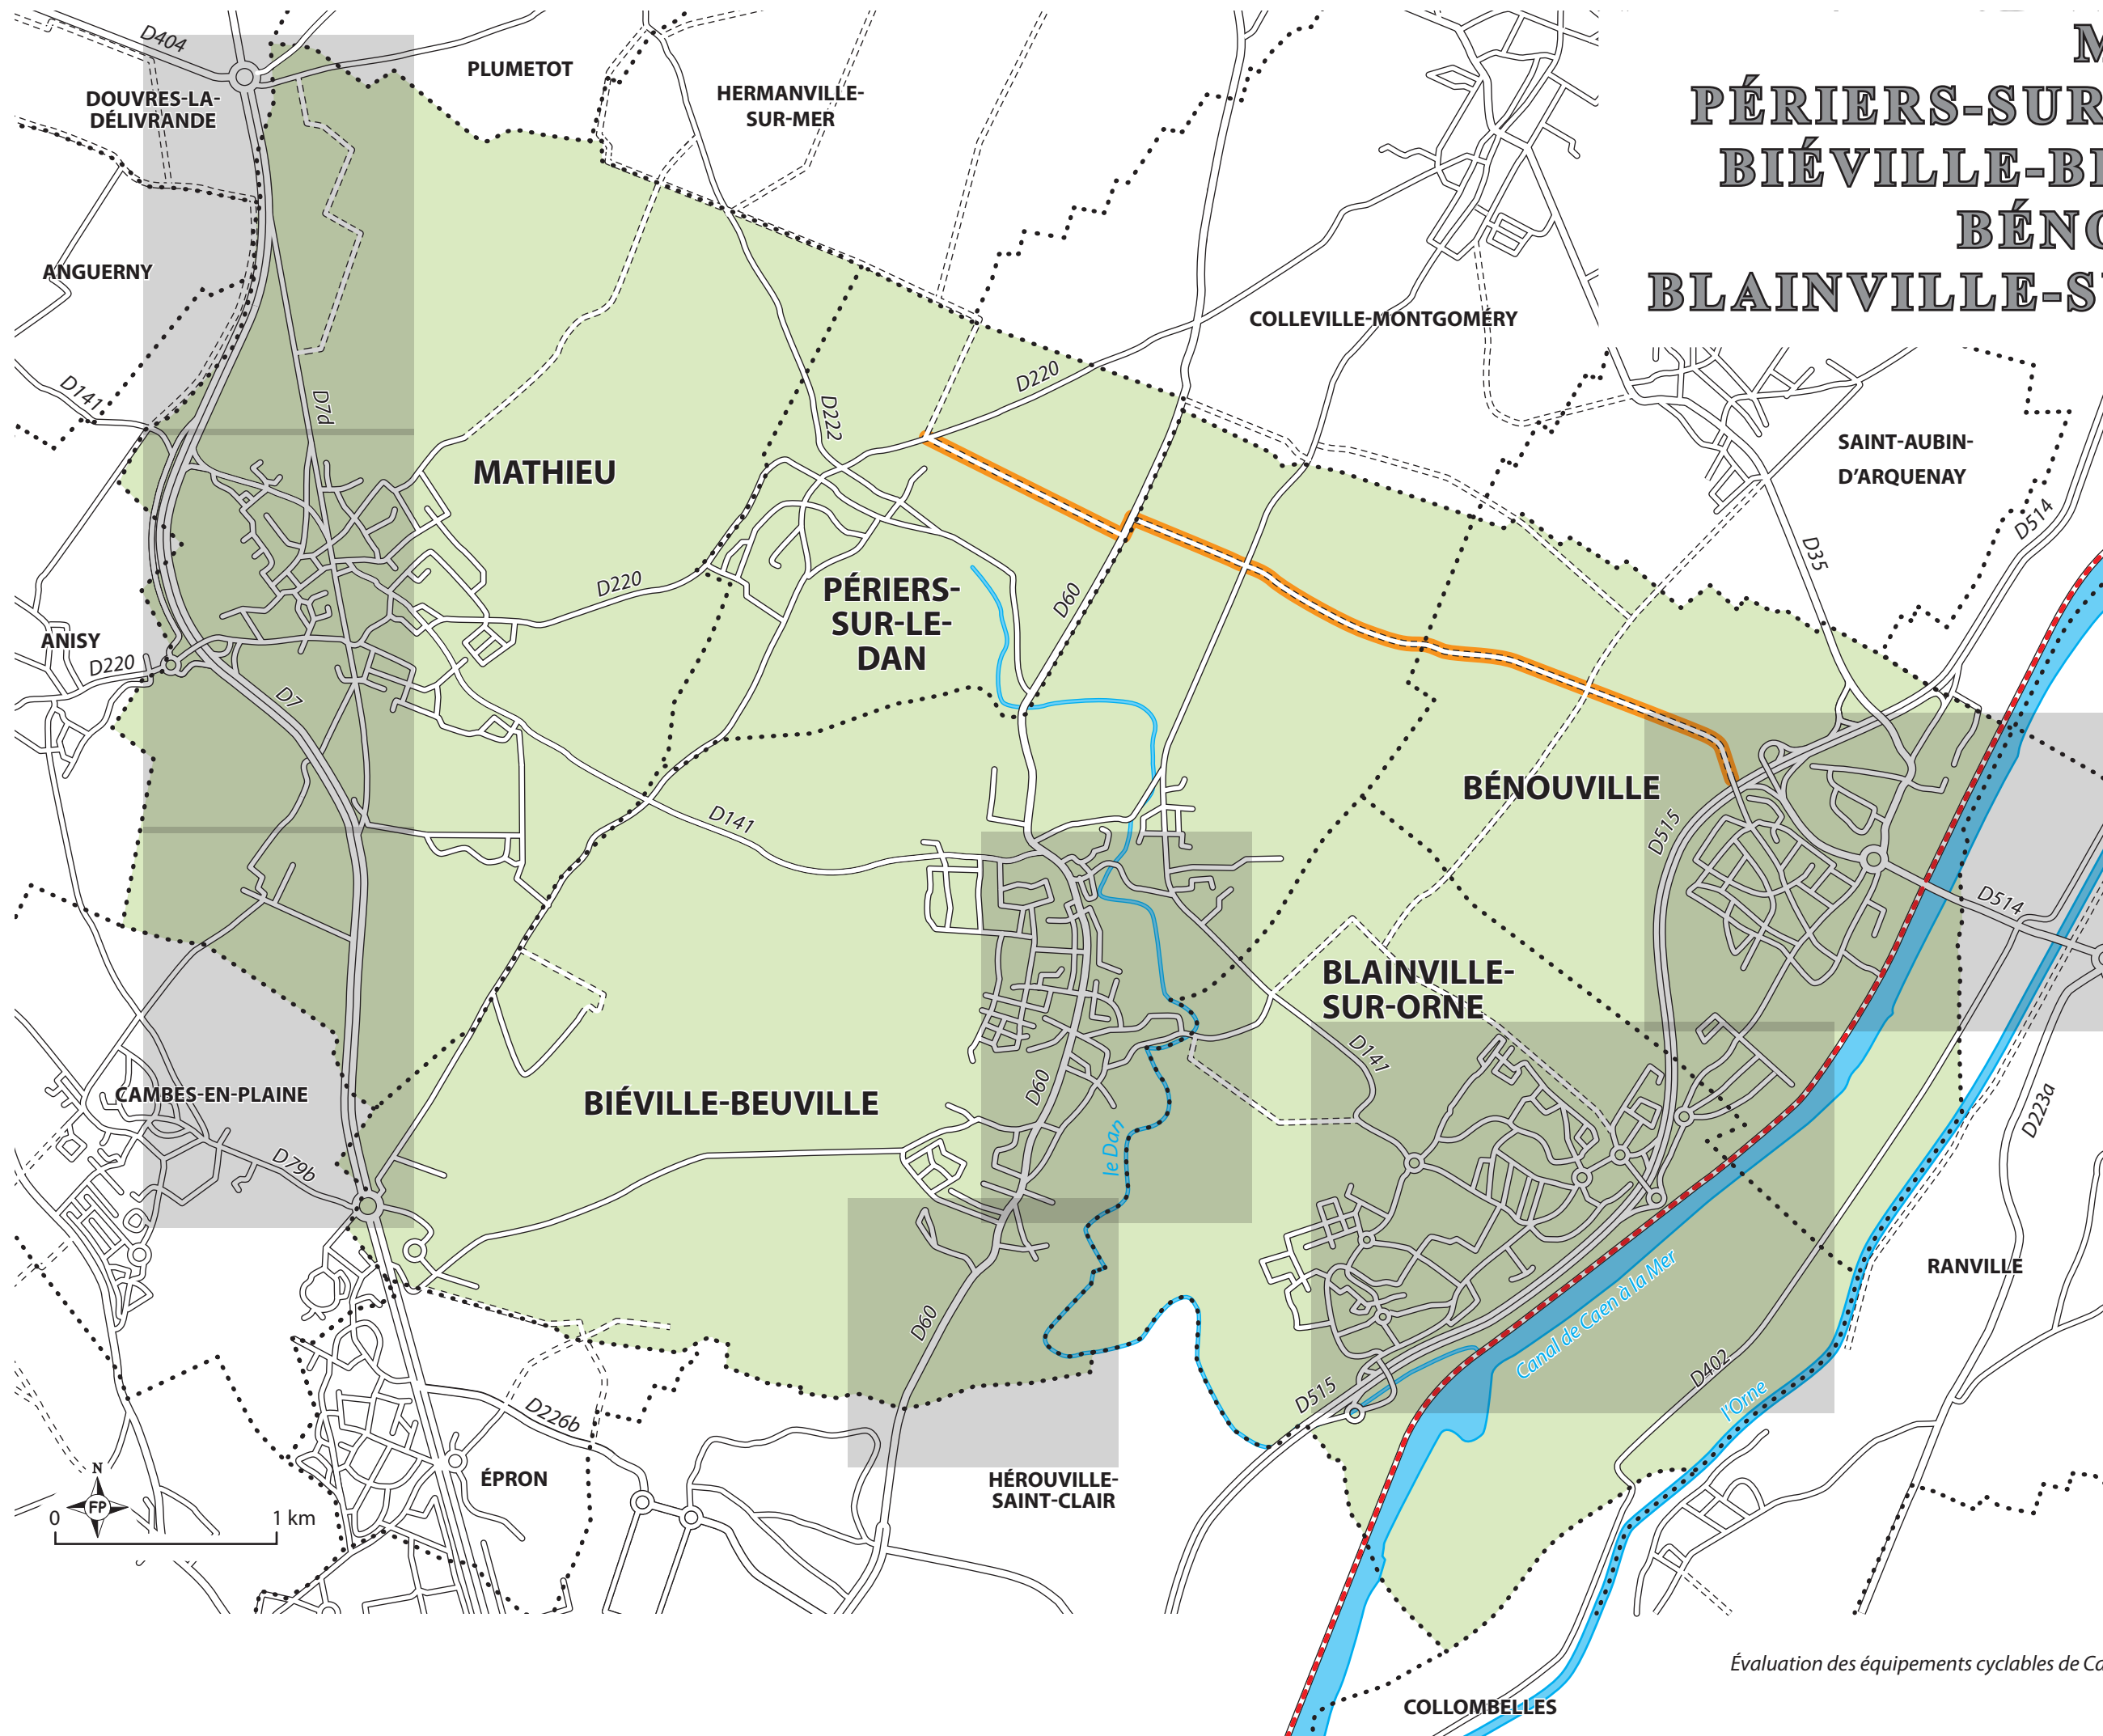 M
PÉRIERS-SUR
BIÉVILLE-BE
BÉNO
BLAINVILLE-SU
D404
PLUMETOT
DOUVRES-LA-
DÉLIVRANDE
HERMANVILLE-
SUR-MER
ANGUERNY
COLLEVILLE-MONTGOMERY
D141
D7d
D222
D220
SAINT-AUBIN-
D'ARQUENAY
MATHIEU
D514
D35
D220
PÉRIERS-
SUR-LE-
DAN
D60
ANISY
D220
D7
BÉNOUVILLE
D141
D515
D514
BLAINVILLE-
SUR-ORNE
D141
CAMBES-EN-PLAINE
BIÉVILLE-BEUVILLE
D60
D223a
le Dan
D79b
RANVILLE
D60
Canal de Caen à la Mer
D402
D515
l'Orne
D226b
ÉPRON
HÉROUVILLE-
SAINT-CLAIR
N
FP
0
1 km
Évaluation des équipements cyclables de Ca
COLLOMBELLES